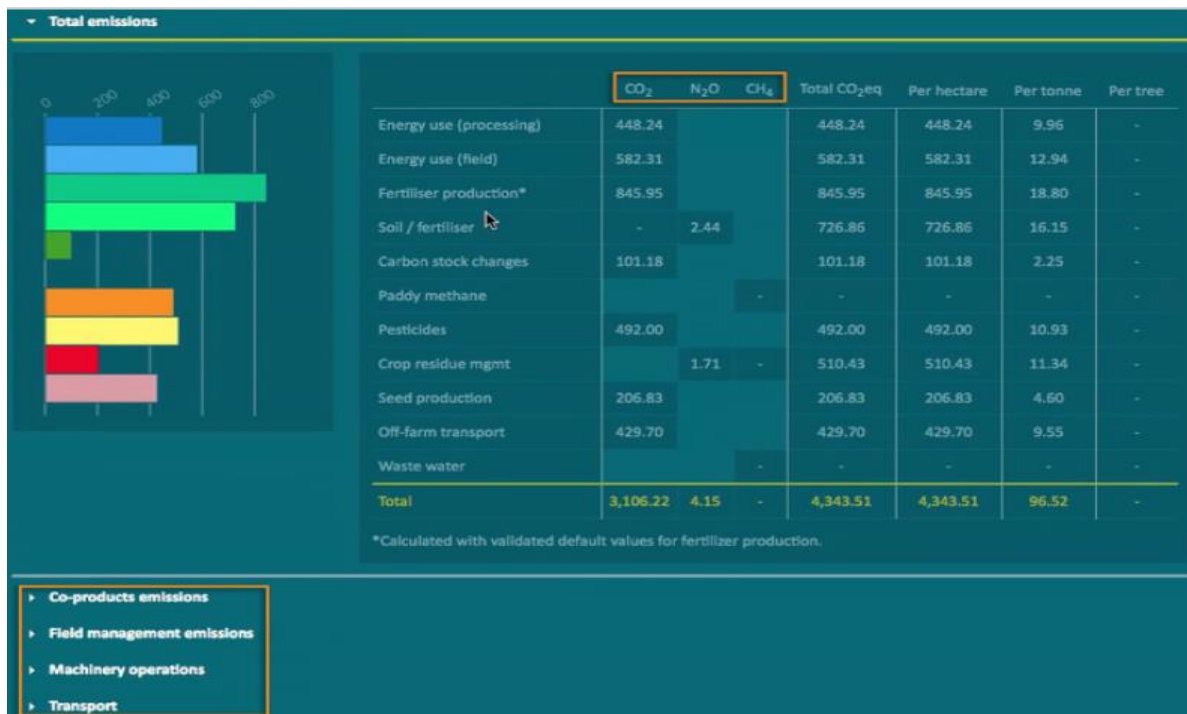 Total emissions
0 200 400 600 800
CO₂ N₂O CH₄ Total CO₂eq Per hectare Per tonne Per tree
Energy use (processing) 448.24 448.24 448.24 9.96 -
Energy use (field) 582.31 582.31 582.31 12.94 -
Fertiliser production* 845.95 845.95 845.95 18.80 -
Soil / fertiliser - 2.44 726.86 726.86 16.15 -
Carbon stock changes 101.18 101.18 101.18 2.25 -
Paddy methane - - - - -
Pesticides 492.00 492.00 492.00 10.93 -
Crop residue mgmt 1.71 - 510.43 510.43 11.34 -
Seed production 206.83 206.83 206.83 4.60 -
Off-farm transport 429.70 429.70 429.70 9.55 -
Waste water - - - - -
Total 3,106.22 4.15 - 4,343.51 4,343.51 96.52 -
*Calculated with validated default values for fertilizer production.
Co-products emissions
Field management emissions
Machinery operations
Transport